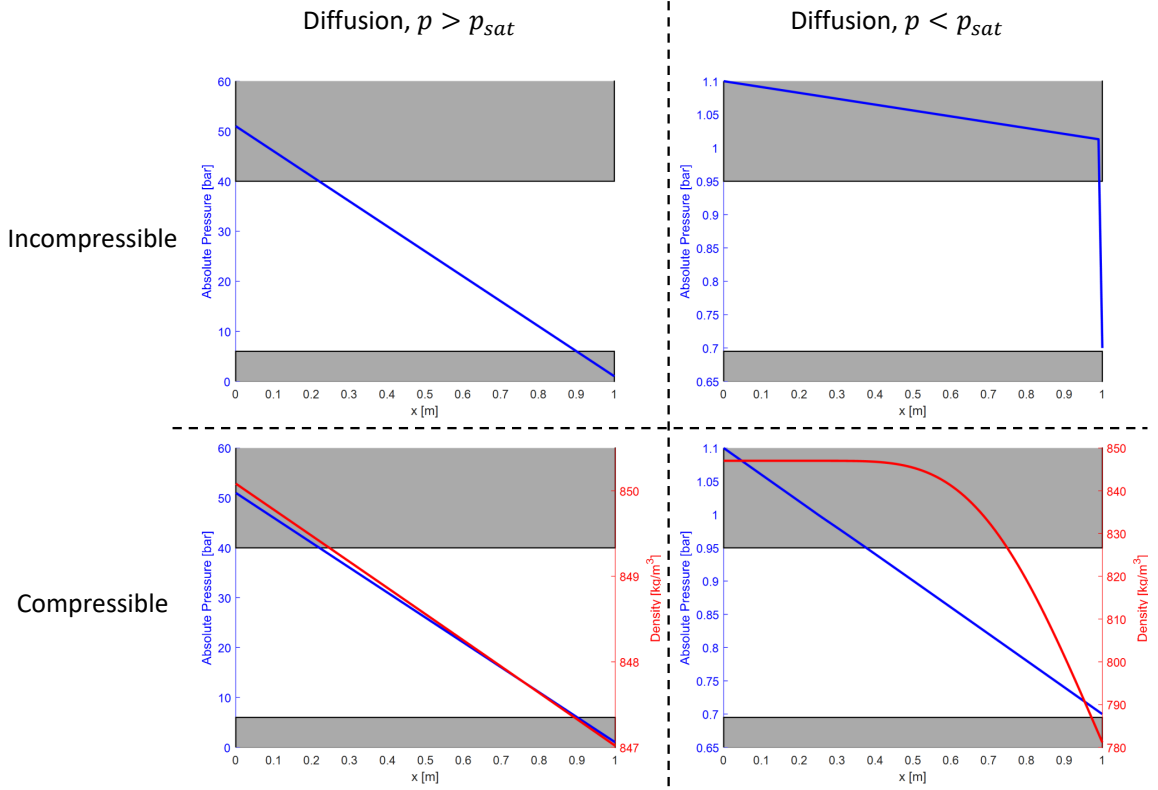 Diffusion, p > p_sat
Diffusion, p < p_sat
Incompressible
60
50
40
30
20
10
0
Absolute Pressure [bar]
0 0.1 0.2 0.3 0.4 0.5 0.6 0.7 0.8 0.9 1
x [m]
1.1
1.05
1
0.95
0.9
0.85
0.8
0.75
0.7
0.65
Absolute Pressure [bar]
0 0.1 0.2 0.3 0.4 0.5 0.6 0.7 0.8 0.9 1
x [m]
Compressible
60
50
40
30
20
10
0
Absolute Pressure [bar]
0 0.1 0.2 0.3 0.4 0.5 0.6 0.7 0.8 0.9 1
x [m]
850
849
848
847
Density [kg/m³]
1.1
1.05
1
0.95
0.9
0.85
0.8
0.75
0.7
0.65
Absolute Pressure [bar]
0 0.1 0.2 0.3 0.4 0.5 0.6 0.7 0.8 0.9 1
x [m]
850
840
830
820
810
800
790
780
Density [kg/m³]